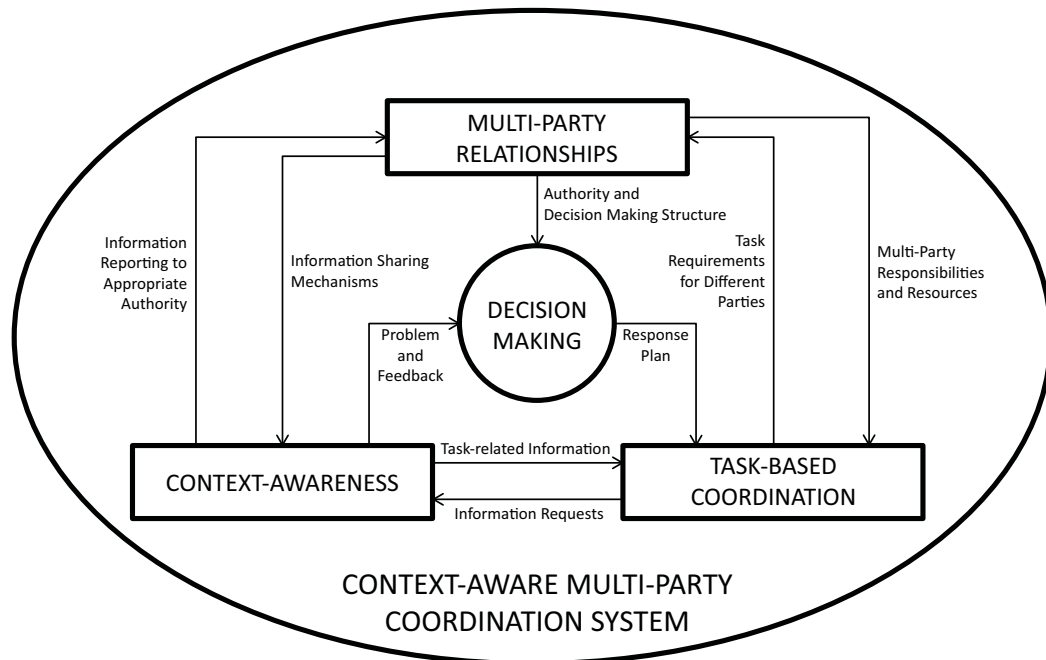 MULTI-PARTY
RELATIONSHIPS
Authority and
Decision Making Structure
Information
Reporting to
Appropriate
Authority
Information Sharing
Mechanisms
Task
Requirements
for Different
Parties
Multi-Party
Responsibilities
and Resources
DECISION
MAKING
Problem
and
Feedback
Response
Plan
CONTEXT-AWARENESS
Task-related Information
Information Requests
TASK-BASED
COORDINATION
CONTEXT-AWARE MULTI-PARTY
COORDINATION SYSTEM